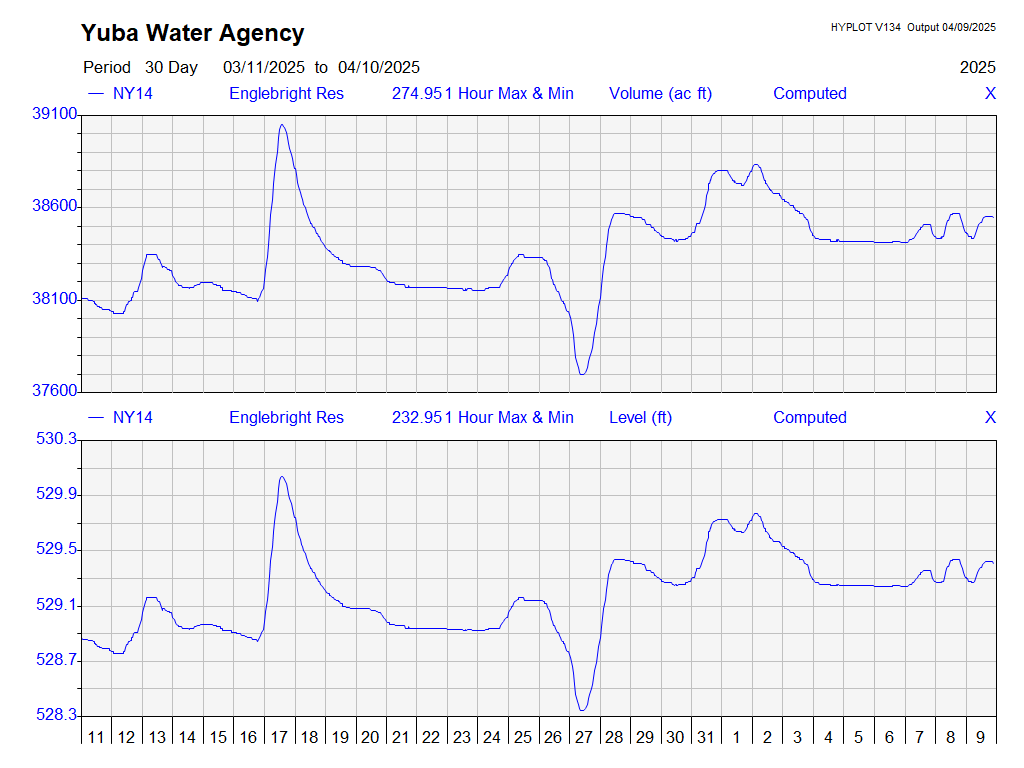 Yuba Water Agency
HYPLOT V134 Output 04/09/2025
Period 30 Day 03/11/2025 to 04/10/2025 2025
NY14 Englebright Res 274.951 Hour Max & Min Volume (ac ft) Computed X
39100
38600
38100
37600
NY14 Englebright Res 232.951 Hour Max & Min Level (ft) Computed X
530.3
529.9
529.5
529.1
528.7
528.3
11 12 13 14 15 16 17 18 19 20 21 22 23 24 25 26 27 28 29 30 31 1 2 3 4 5 6 7 8 9